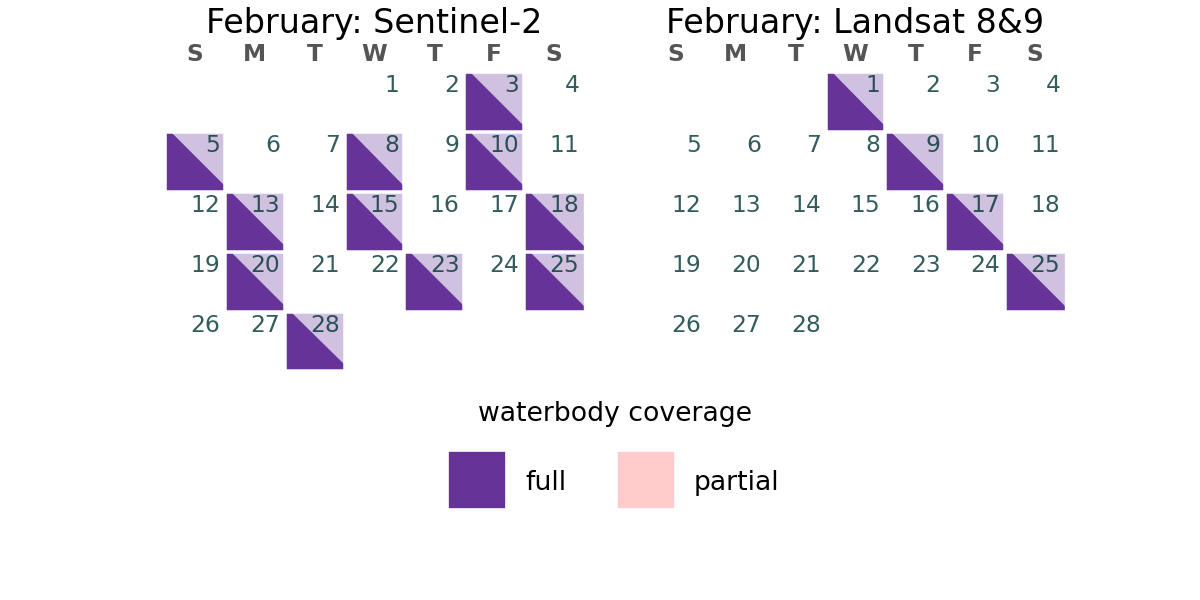 February: Sentinel-2
S M T W T F S
1 2 3 4
5 6 7 8 9 10 11
12 13 14 15 16 17 18
19 20 21 22 23 24 25
26 27 28
February: Landsat 8&9
S M T W T F S
1 2 3 4
5 6 7 8 9 10 11
12 13 14 15 16 17 18
19 20 21 22 23 24 25
26 27 28
waterbody coverage
full partial